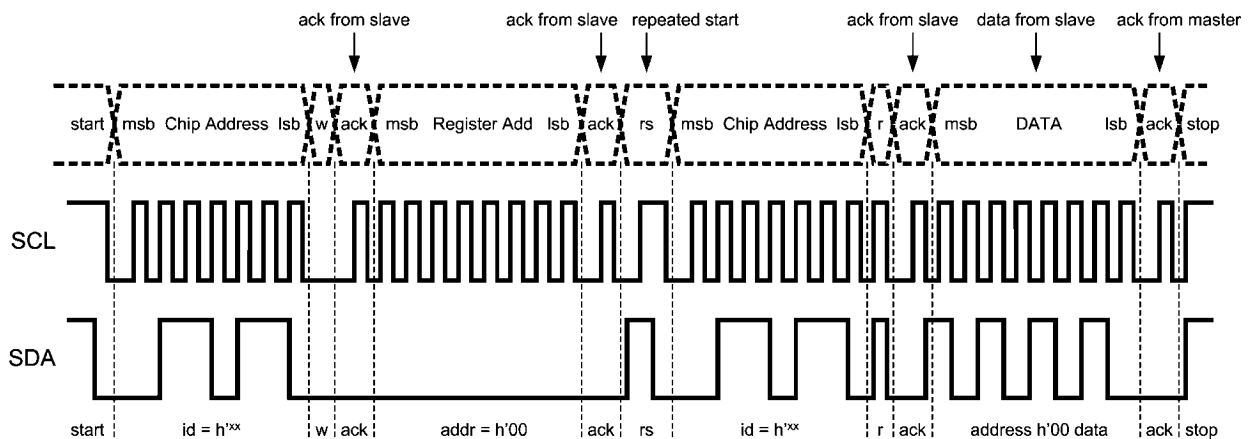 ack from slave ack from slave repeated start ack from slave data from slave ack from master
start msb Chip Address lsb w ack msb Register Add lsb ack rs msb Chip Address lsb r ack msb DATA lsb ack stop
SCL
SDA
start id = h'xx w ack addr = h'00 ack rs id = h'xx r ack address h'00 data ack stop